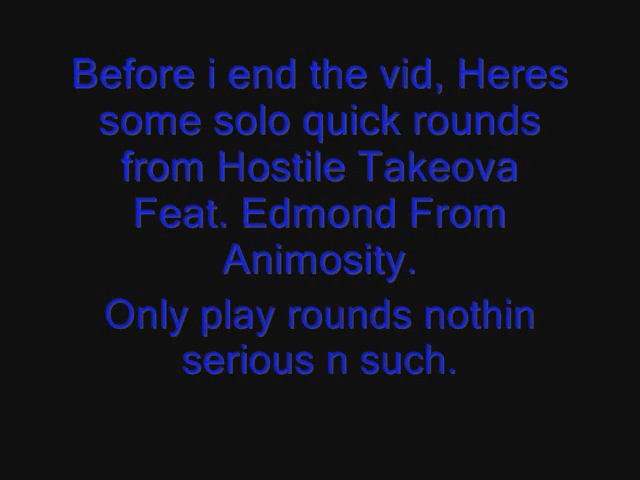 Before i end the vid, Heres
some solo quick rounds
from Hostile Takeova
Feat. Edmond From
Animosity.
Only play rounds nothin
serious n such.